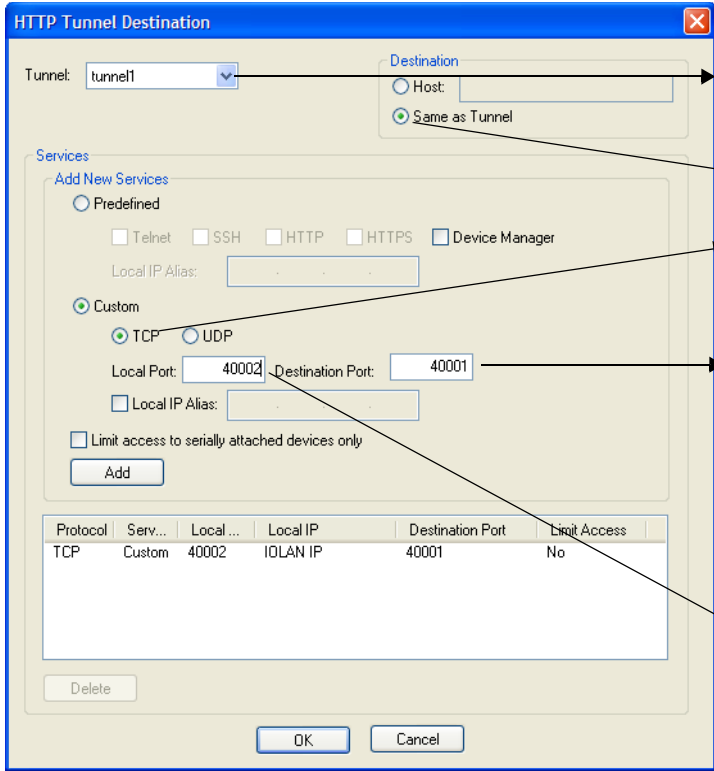 HTTP Tunnel Destination
Tunnel: tunnel1
Destination
Host:
Same as Tunnel
Services
Add New Services
Predefined
Telnet SSH HTTP HTTPS Device Manager
Local IP Alias:
Custom
TCP UDP
Local Port: 40002 Destination Port: 40001
Local IP Alias:
Limit access to serially attached devices only
Add
Protocol Serv... Local ... Local IP Destination Port Limit Access
TCP Custom 40002 IOLAN IP 40001 No
Delete
OK Cancel